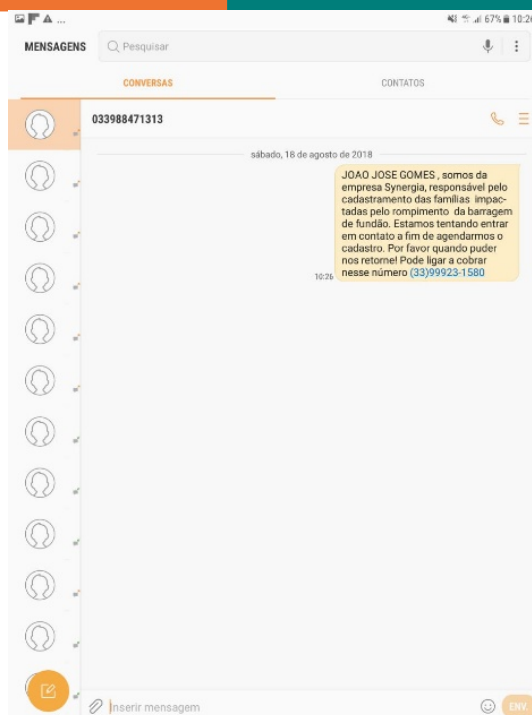 67% 10:26
MENSAGENS
Pesquisar
CONVERSAS
CONTATOS
033988471313
sábado, 18 de agosto de 2018
JOAO JOSE GOMES , somos da
empresa Synergia, responsável pelo
cadastramento das famílias impac-
tadas pelo rompimento da barragem
de fundão. Estamos tentando entrar
em contato a fim de agendarmos o
cadastro. Por favor quando puder
nos retorne! Pode ligar a cobrar
nesse número (33)99923-1580
10:26
Inserir mensagem
ENV.